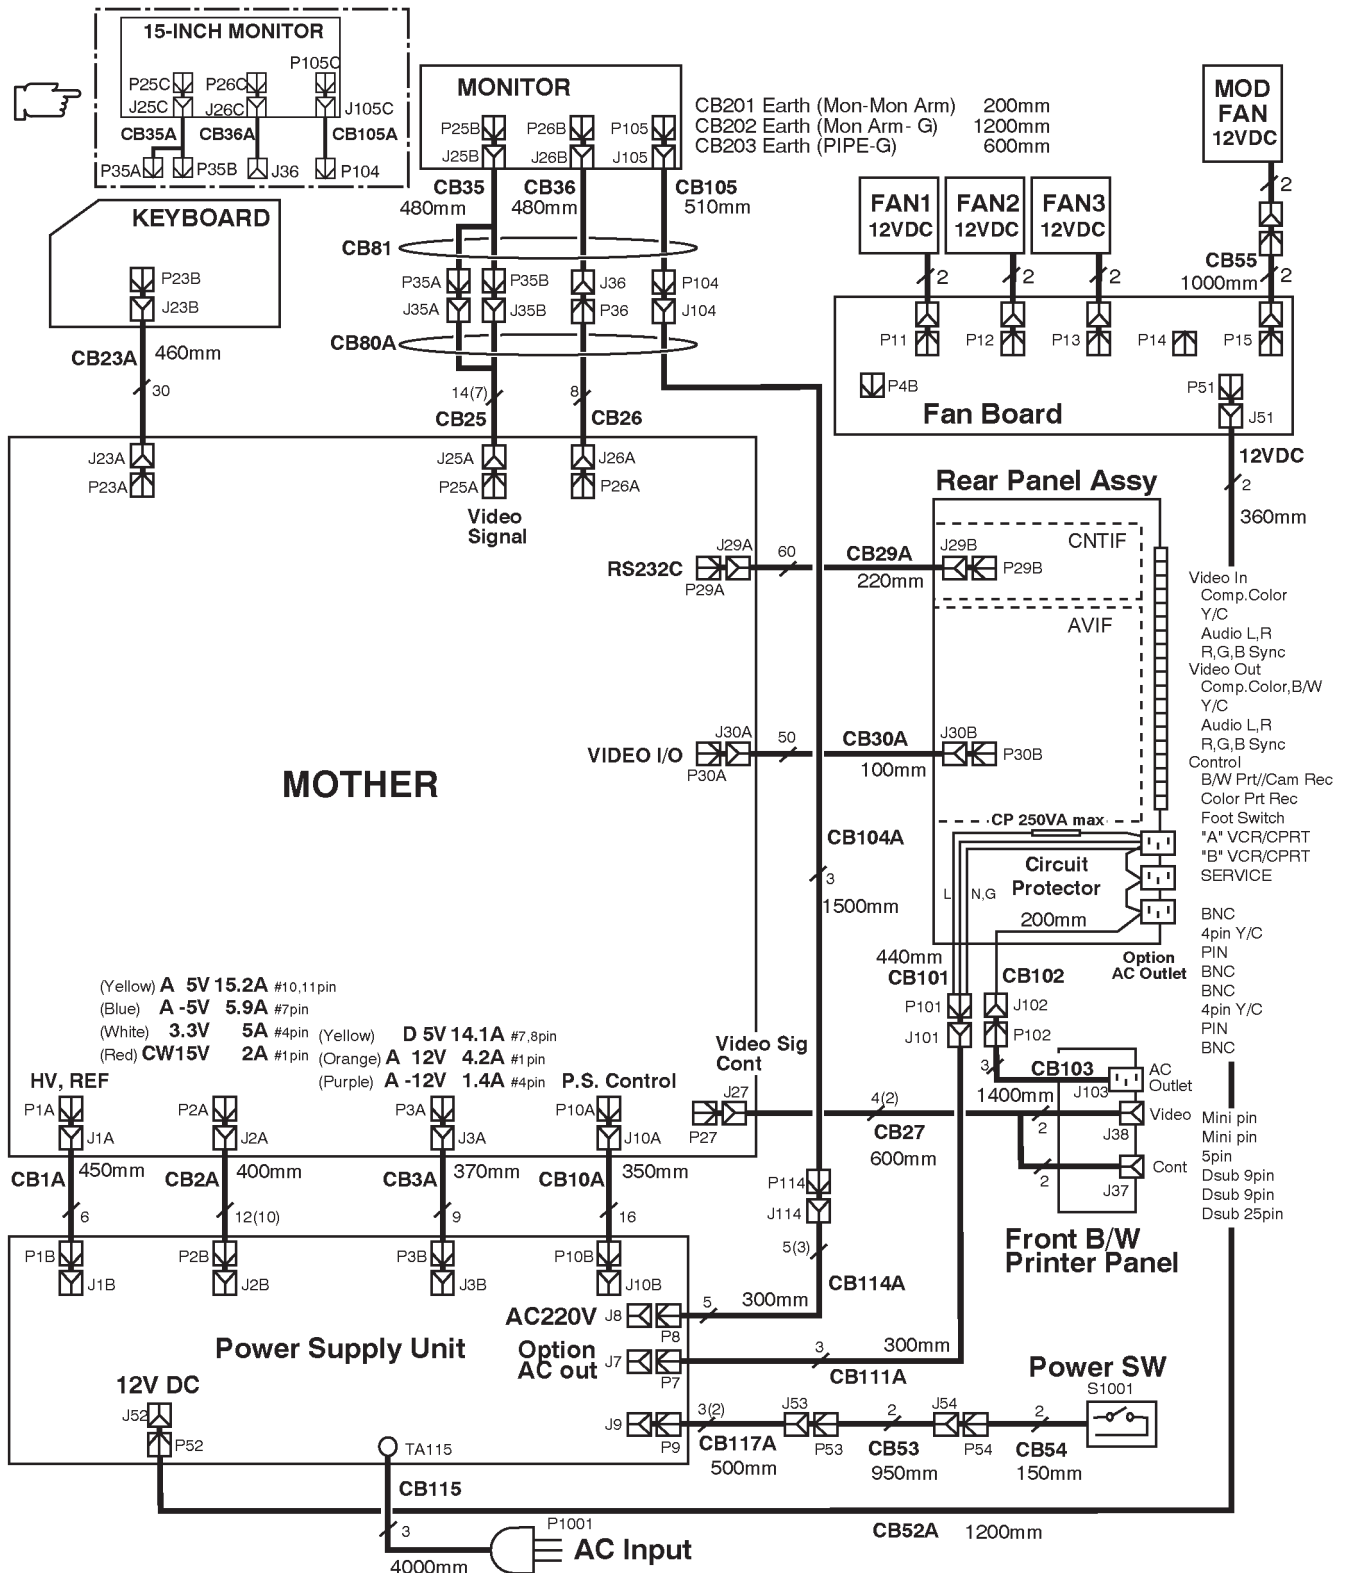 15-INCH MONITOR
P25C
P26C
P105C
J25C
J26C
J105C
CB35A
CB36A
CB105A
P35A
P35B
J36
P104
MONITOR
P25B
P26B
P105
J25B
J26B
J105
CB201 Earth (Mon-Mon Arm) 200mm
CB202 Earth (Mon Arm- G) 1200mm
CB203 Earth (PIPE-G) 600mm
MOD
FAN
12VDC
2
KEYBOARD
P23B
J23B
CB35
480mm
CB36
480mm
CB105
510mm
CB81
P35A
P35B
J36
P104
J35A
J35B
P36
J104
CB80A
FAN1
12VDC
FAN2
12VDC
FAN3
12VDC
2
2
2
CB55
1000mm
2
P11
P12
P13
P14
P15
P4B
P51
J51
Fan Board
CB23A
460mm
30
14(7)
8
CB25
CB26
12VDC
2
360mm
J23A
P23A
J25A
P25A
J26A
P26A
Video
Signal
Rear Panel Assy
RS232C
J29A
P29A
60
CB29A
220mm
J29B
P29B
CNTIF
AVIF
VIDEO I/O
J30A
P30A
50
CB30A
100mm
J30B
P30B
MOTHER
Video In
Comp.Color
Y/C
Audio L,R
R,G,B Sync
Video Out
Comp.Color,B/W
Y/C
Audio L,R
R,G,B Sync
Control
B/W Prt//Cam Rec
Color Prt Rec
Foot Switch
"A" VCR/CPRT
"B" VCR/CPRT
SERVICE
BNC
4pin Y/C
PIN
BNC
BNC
4pin Y/C
PIN
BNC
Mini pin
Mini pin
5pin
Dsub 9pin
Dsub 9pin
Dsub 25pin
CP 250VA max
CB104A
3
1500mm
Circuit
Protector
L
N,G
200mm
Option
AC Outlet
440mm
CB101
CB102
P101
J101
J102
P102
3
CB103
1400mm
J103
AC
Outlet
(Yellow) A 5V 15.2A #10,11pin
(Blue) A -5V 5.9A #7pin
(White) 3.3V 5A #4pin
(Red) CW15V 2A #1pin
(Yellow) D 5V 14.1A #7,8pin
(Orange) A 12V 4.2A #1pin
(Purple) A -12V 1.4A #4pin
HV, REF
P.S. Control
Video Sig
Cont
P1A
J1A
P2A
J2A
P3A
J3A
P10A
J10A
P27
J27
4(2)
CB27
600mm
2
Video
J38
2
Cont
J37
Front B/W
Printer Panel
CB1A
450mm
6
CB2A
400mm
12(10)
CB3A
370mm
9
CB10A
350mm
16
P114
J114
5(3)
CB114A
300mm
P1B
J1B
P2B
J2B
P3B
J3B
P10B
J10B
Power Supply Unit
AC220V
J8
P8
5
Option
AC out
J7
P7
3
300mm
CB111A
12V DC
J52
P52
TA115
J9
P9
3(2)
CB117A
500mm
J53
P53
2
CB53
950mm
J54
P54
2
CB54
150mm
Power SW
S1001
CB115
3
4000mm
P1001
AC Input
CB52A 1200mm